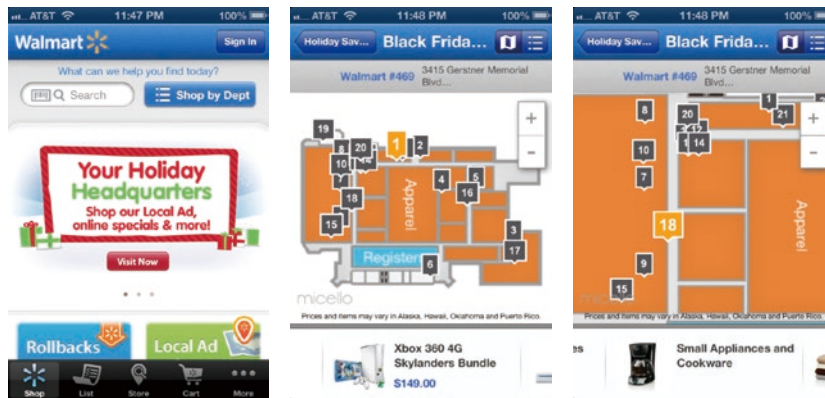 AT&T 11:47 PM 100%
Walmart Sign In
What can we help you find today?
Search Shop by Dept
Your Holiday
Headquarters
Shop our Local Ad,
online specials & more!
Visit Now
Rollbacks Local Ad
Shop List Store Cart More
AT&T 11:48 PM 100%
Holiday Sav... Black Frida...
Walmart #469 3415 Gerstner Memorial
Blvd...
+
19
1
8 20 2
-
10 14
7 4 5
18 16
Apparel
15 3
17
Registers 6
micello
Prices and items may vary in Alaska, Hawaii, Oklahoma and Puerto Rico.
Xbox 360 4G
Skylanders Bundle
$149.00
AT&T 11:48 PM 100%
Holiday Sav... Black Frida...
Walmart #469 3415 Gerstner Memorial
Blvd...
1
8 20 21 +
12
10 14
-
7
Apparel
18
9
15
Prices and items may vary in Alaska, Hawaii, Oklahoma and Puerto Rico.
es Small Appliances and
Cookware